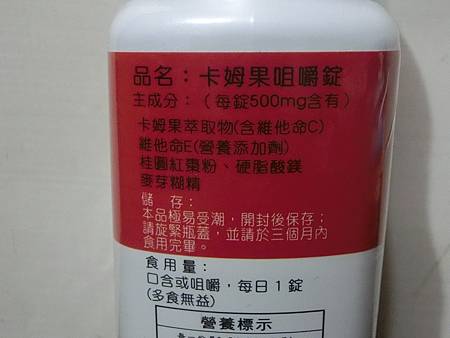 品名：卡姆果咀嚼錠
主成分：（每錠500mg含有）
卡姆果萃取物(含維他命C)
維他命E(營養添加劑)
桂圓紅棗粉、硬脂酸鎂
麥芽糊精
儲　存：
本品極易受潮，開封後保存；
請旋緊瓶蓋，並請於三個月內
食用完畢。
食用量：
口含或咀嚼，每日1錠
(多食無益)
營養標示